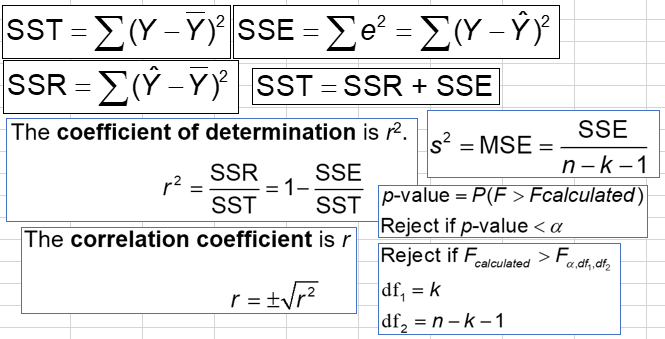 SST = ∑(Y − Y̅)²
SSE = ∑e² = ∑(Y − Ŷ)²
SSR = ∑(Ŷ − Y̅)²
SST = SSR + SSE
The coefficient of determination is r².
r² = SSR/SST = 1− SSE/SST
s² = MSE = SSE/(n − k − 1)
p-value = P(F > Fcalculated)
Reject if p-value < α
The correlation coefficient is r
r = ±√r²
Reject if F_calculated > F_α,df₁,df₂
df₁ = k
df₂ = n − k − 1